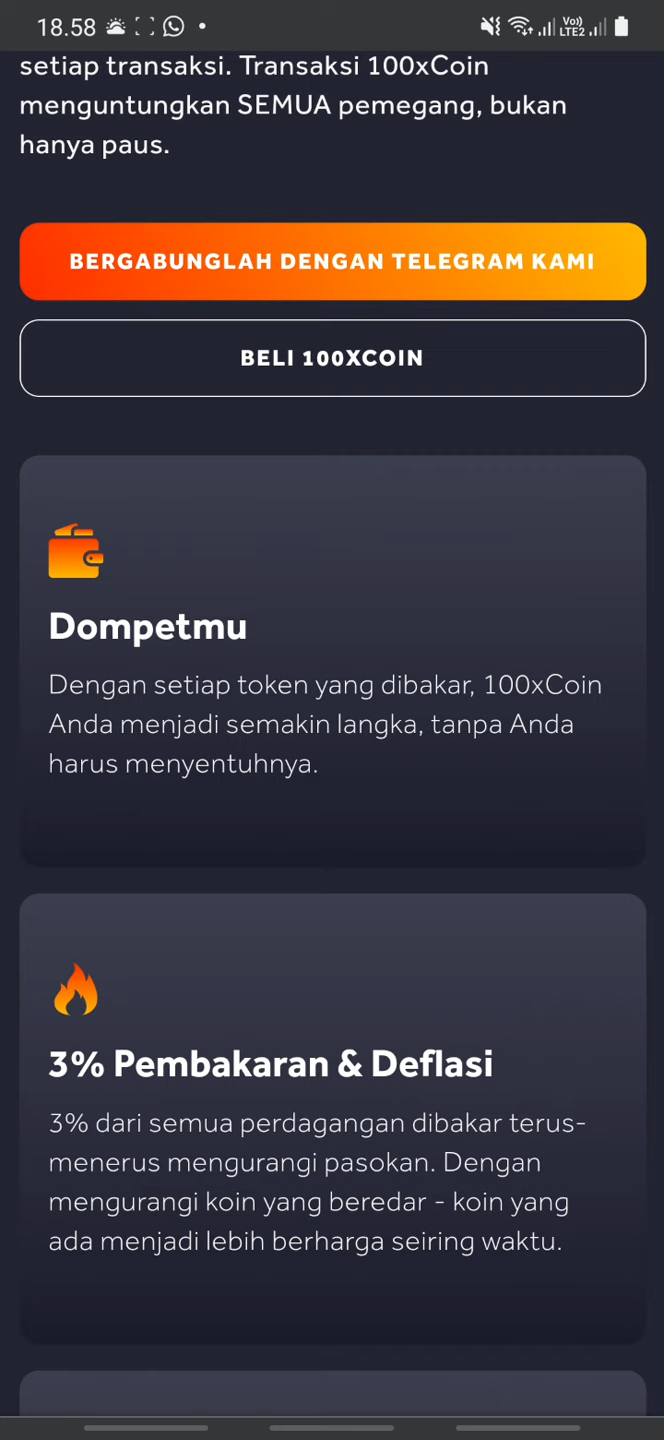 18.58
Vo)
LTE2
setiap transaksi. Transaksi 100xCoin
menguntungkan SEMUA pemegang, bukan
hanya paus.
BERGABUNGLAH DENGAN TELEGRAM KAMI
BELI 100XCOIN
Dompetmu
Dengan setiap token yang dibakar, 100xCoin
Anda menjadi semakin langka, tanpa Anda
harus menyentuhnya.
3% Pembakaran & Deflasi
3% dari semua perdagangan dibakar terus-
menerus mengurangi pasokan. Dengan
mengurangi koin yang beredar - koin yang
ada menjadi lebih berharga seiring waktu.